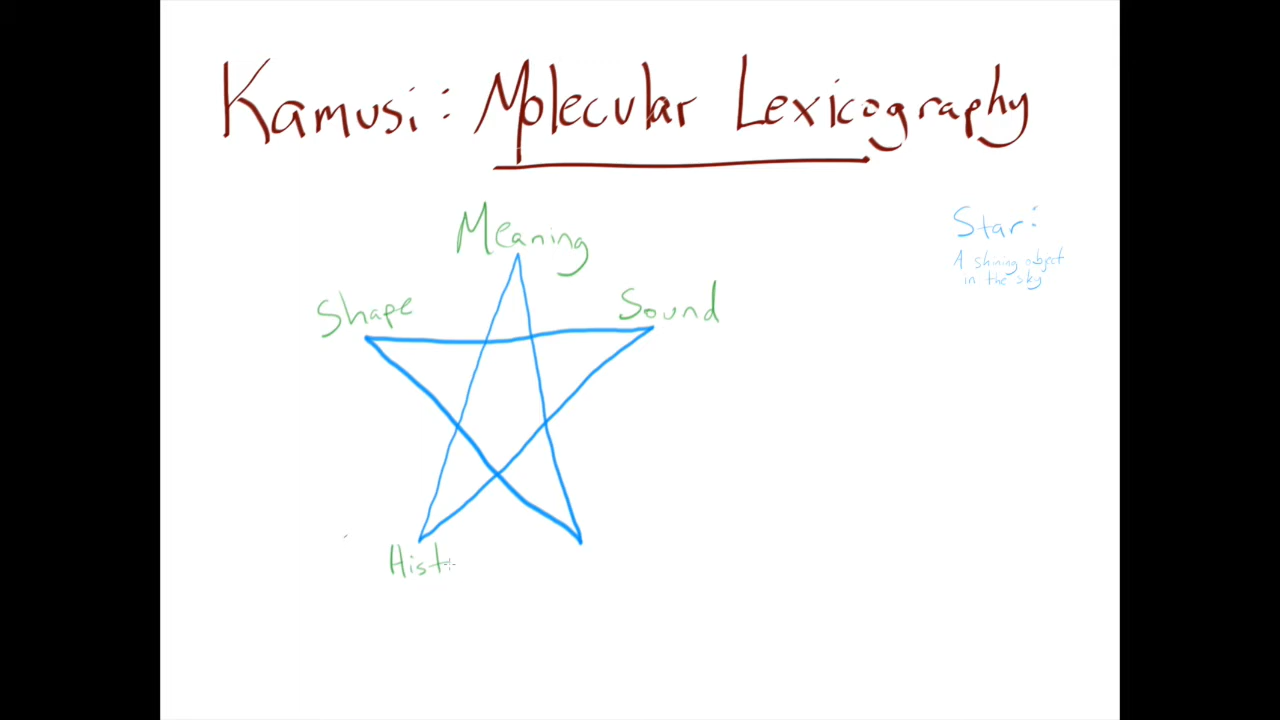 Kamusi: Molecular Lexicography
Meaning
Shape
Sound
Star:
A shining object
in the sky
Hist